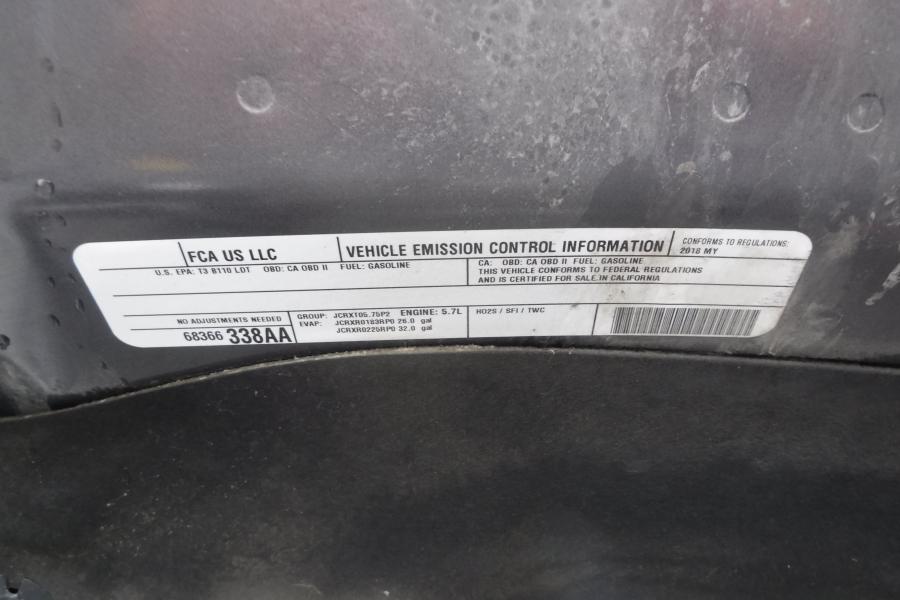 FCA US LLC
VEHICLE EMISSION CONTROL INFORMATION
CONFORMS TO REGULATIONS:
2018 MY
U.S. EPA: T3 B110 LDT OBD: CA OBD II FUEL: GASOLINE
CA: OBD: CA OBD II FUEL: GASOLINE
THIS VEHICLE CONFORMS TO FEDERAL REGULATIONS
AND IS CERTIFIED FOR SALE IN CALIFORNIA
NO ADJUSTMENTS NEEDED
68366 338AA
GROUP: JCRXT05.75P2 ENGINE: 5.7L
EVAP: JCRXR0183RP0 26.0 gal
JCRXR0225RP0 32.0 gal
HO2S / SFI / TWC